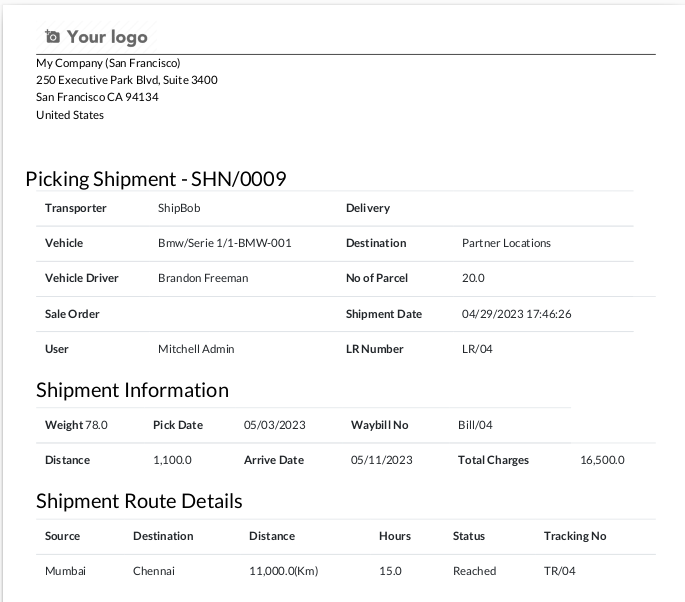 Your logo
My Company (San Francisco)
250 Executive Park Blvd, Suite 3400
San Francisco CA 94134
United States
Picking Shipment - SHN/0009
Transporter ShipBob Delivery
Vehicle Bmw/Serie 1/1-BMW-001 Destination Partner Locations
Vehicle Driver Brandon Freeman No of Parcel 20.0
Sale Order Shipment Date 04/29/2023 17:46:26
User Mitchell Admin LR Number LR/04
Shipment Information
Weight 78.0 Pick Date 05/03/2023 Waybill No Bill/04
Distance 1,100.0 Arrive Date 05/11/2023 Total Charges 16,500.0
Shipment Route Details
Source Destination Distance Hours Status Tracking No
Mumbai Chennai 11,000.0(Km) 15.0 Reached TR/04